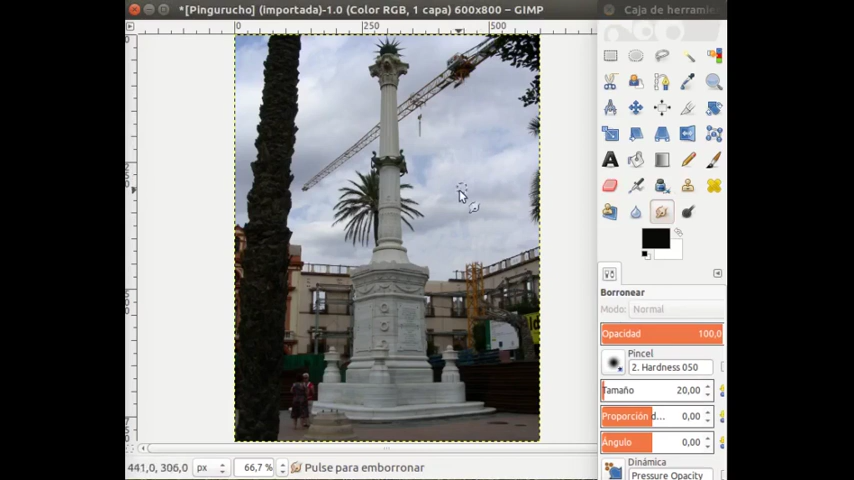 *[Pingurucho] (importada)-1.0 (Color RGB, 1 capa) 600x800 – GIMP
Caja de herramie
0
250
500
Borronear
Modo: Normal
Opacidad 100,0
Pincel
2. Hardness 050
Tamaño 20,00
Proporción d... 0,00
Ángulo 0,00
Dinámica
Pressure Opacity
441,0, 306,0 px 66,7 % Pulse para emborronar